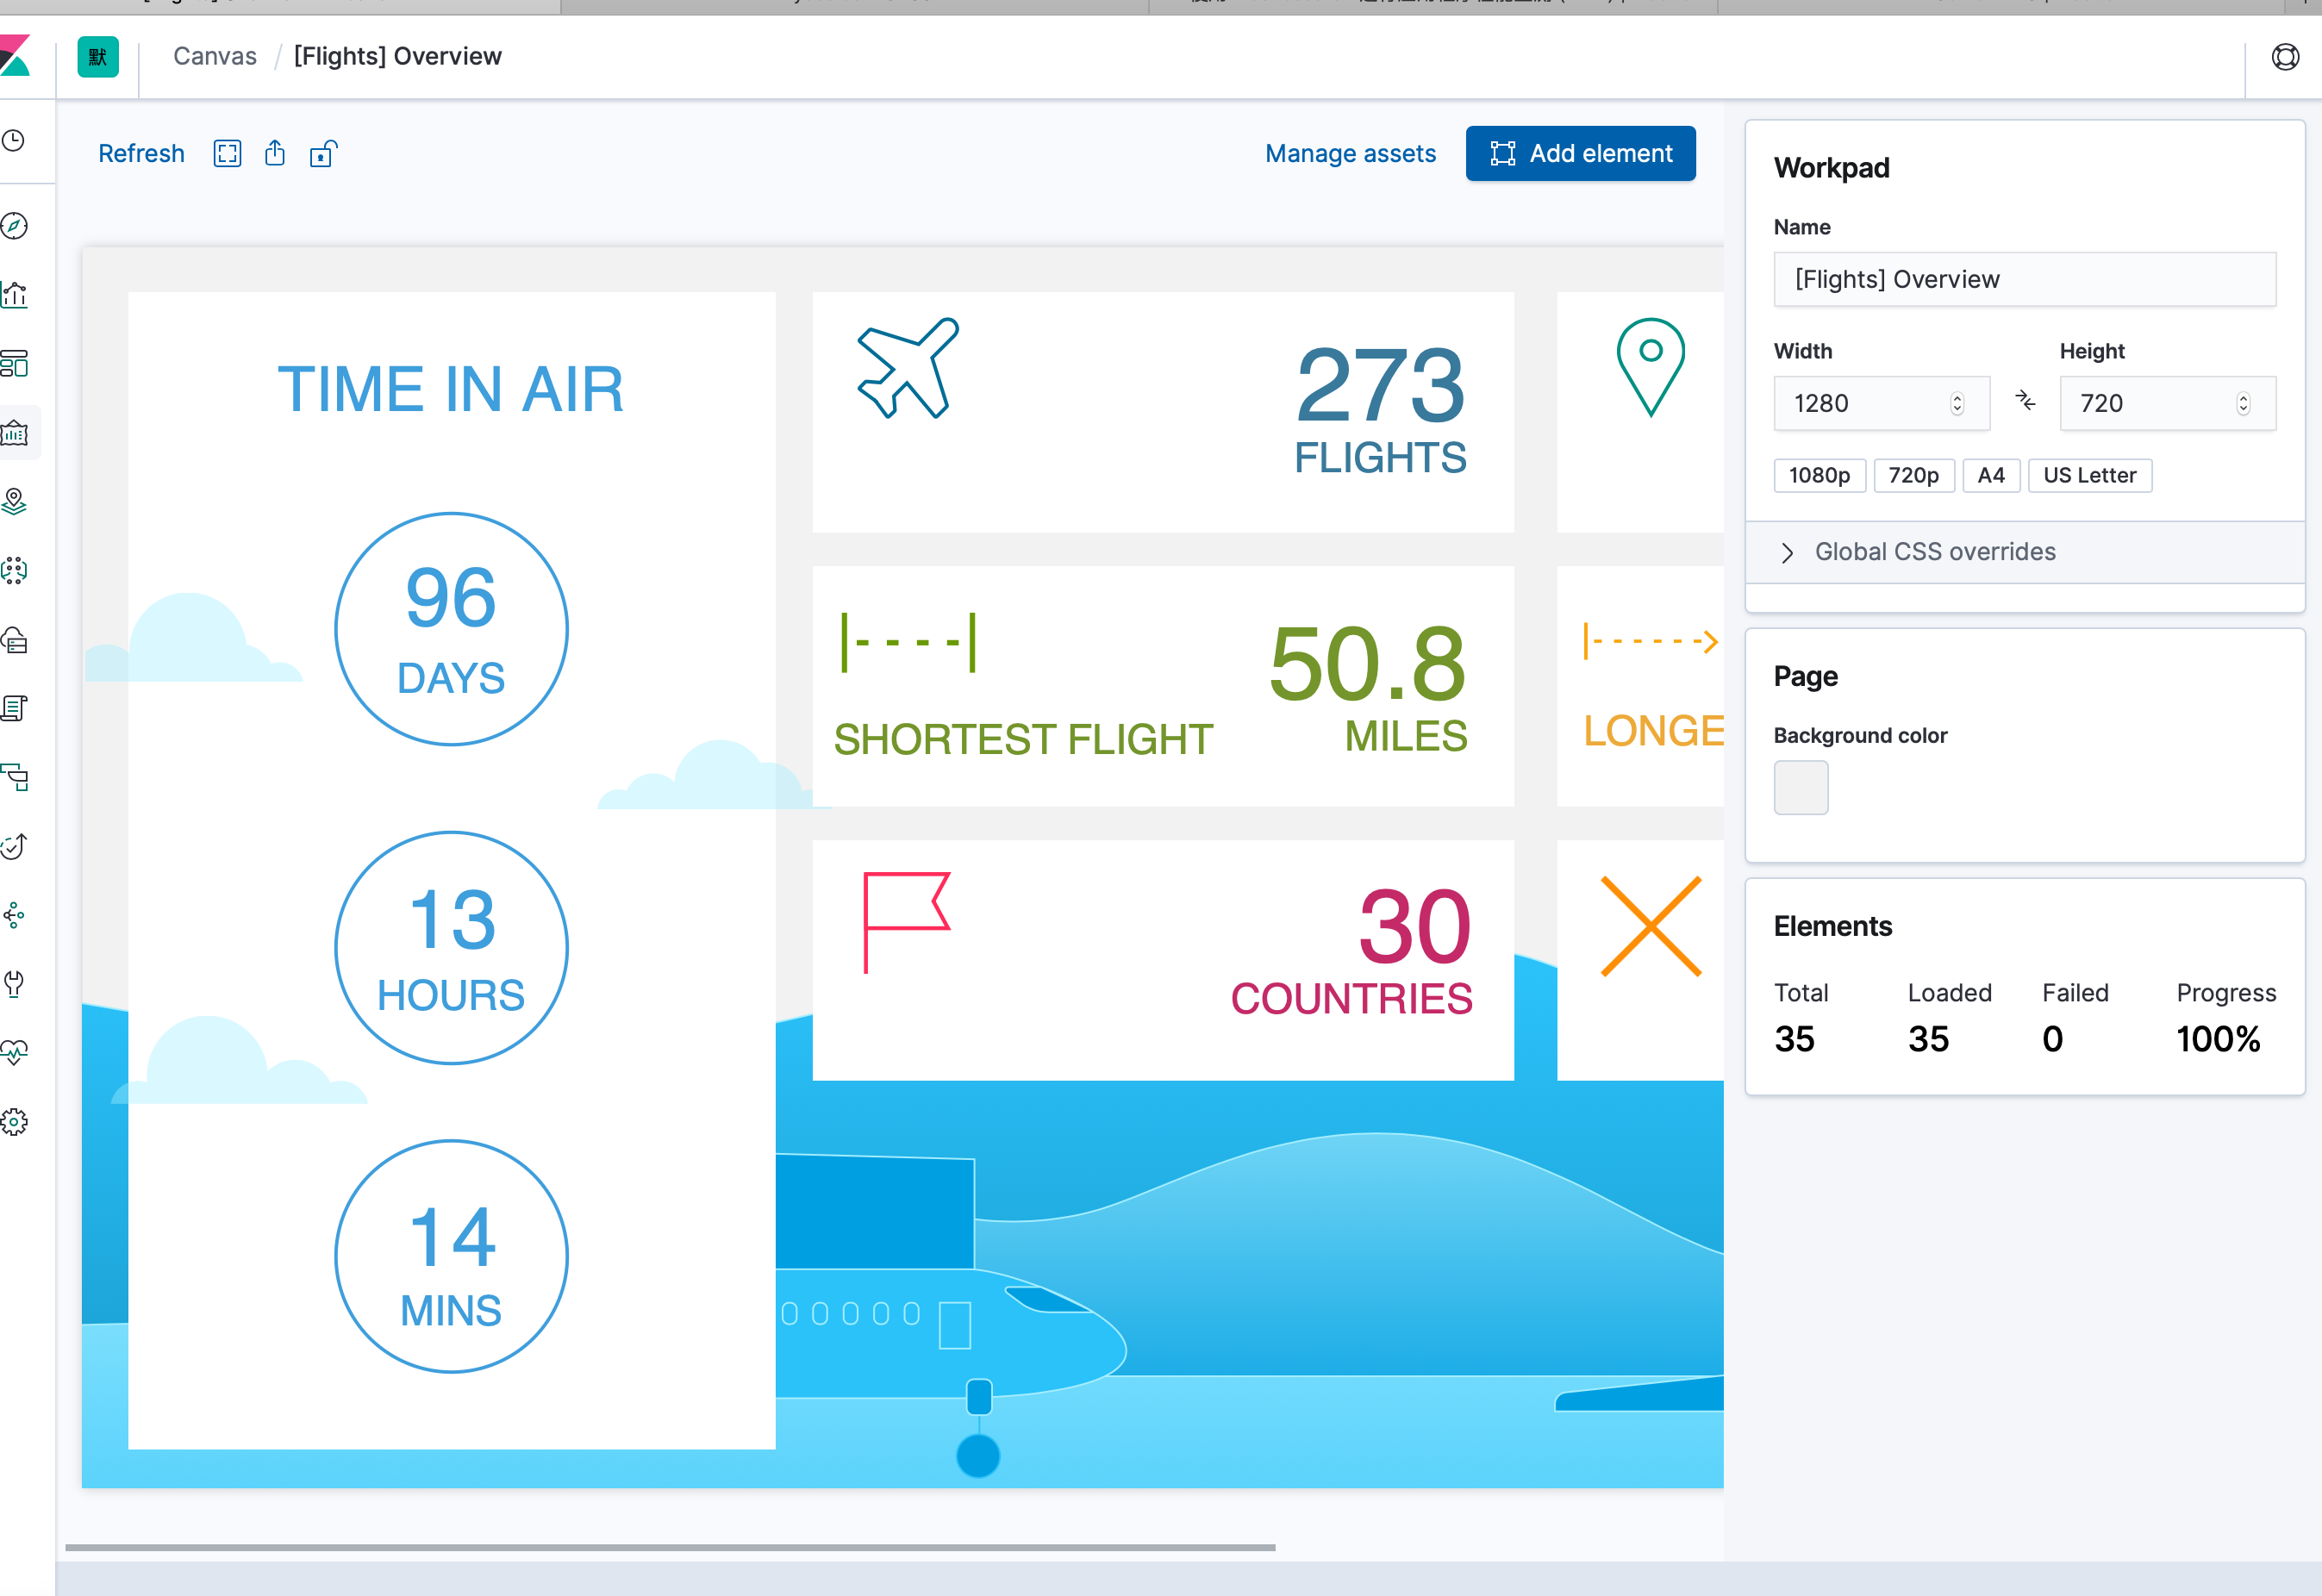 默
Canvas / [Flights] Overview
Refresh
Manage assets
Add element
TIME IN AIR
96
DAYS
13
HOURS
14
MINS
273
FLIGHTS
SHORTEST FLIGHT
50.8
MILES
LONGE
30
COUNTRIES
Workpad
Name
[Flights] Overview
Width
Height
1280
720
1080p 720p A4 US Letter
Global CSS overrides
Page
Background color
Elements
Total Loaded Failed Progress
35 35 0 100%